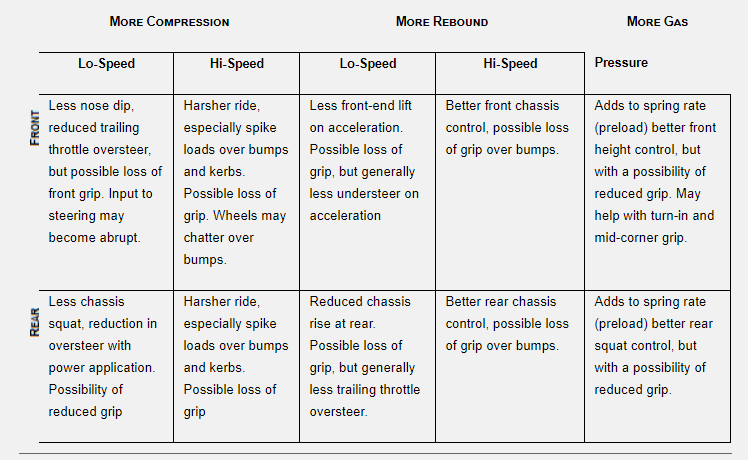 More Compression
More Rebound
More Gas
Lo-Speed
Hi-Speed
Lo-Speed
Hi-Speed
Pressure
Front
Less nose dip,
reduced trailing
throttle oversteer,
but possible loss of
front grip. Input to
steering may
become abrupt.
Harsher ride,
especially spike
loads over bumps
and kerbs.
Possible loss of
grip. Wheels may
chatter over
bumps.
Less front-end lift
on acceleration.
Possible loss of
grip, but generally
less understeer on
acceleration
Better front chassis
control, possible loss
of grip over bumps.
Adds to spring rate
(preload) better front
height control, but
with a possibility of
reduced grip. May
help with turn-in and
mid-corner grip.
Rear
Less chassis
squat, reduction in
oversteer with
power application.
Possibility of
reduced grip
Harsher ride,
especially spike
loads over bumps
and kerbs.
Possible loss of
grip
Reduced chassis
rise at rear.
Possible loss of
grip, but generally
less trailing throttle
oversteer.
Better rear chassis
control, possible loss
of grip over bumps.
Adds to spring rate
(preload) better rear
squat control, but
with a possibility of
reduced grip.